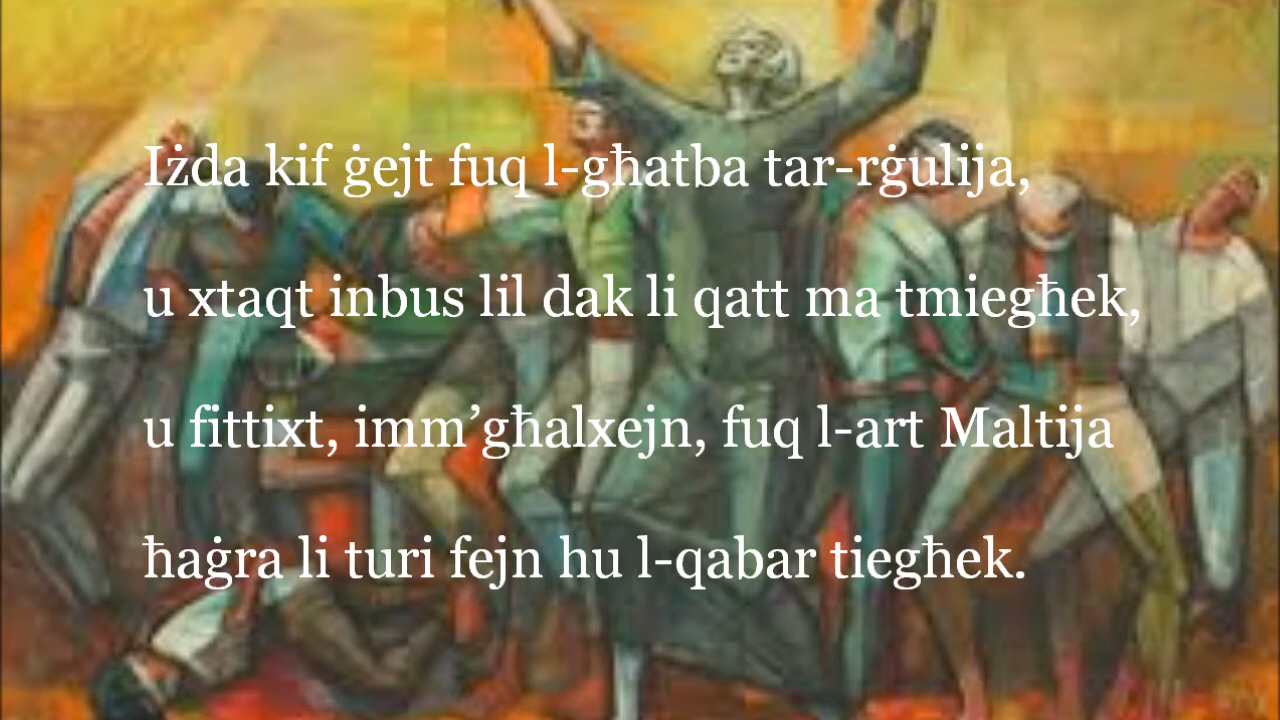 Iżda kif ġejt fuq l-għatba tar-rġulija,
u xtaqt inbus lil dak li qatt ma tmiegħek,
u fittixt, imm’għalxejn, fuq l-art Maltija
ħaġra li turi fejn hu l-qabar tiegħek.